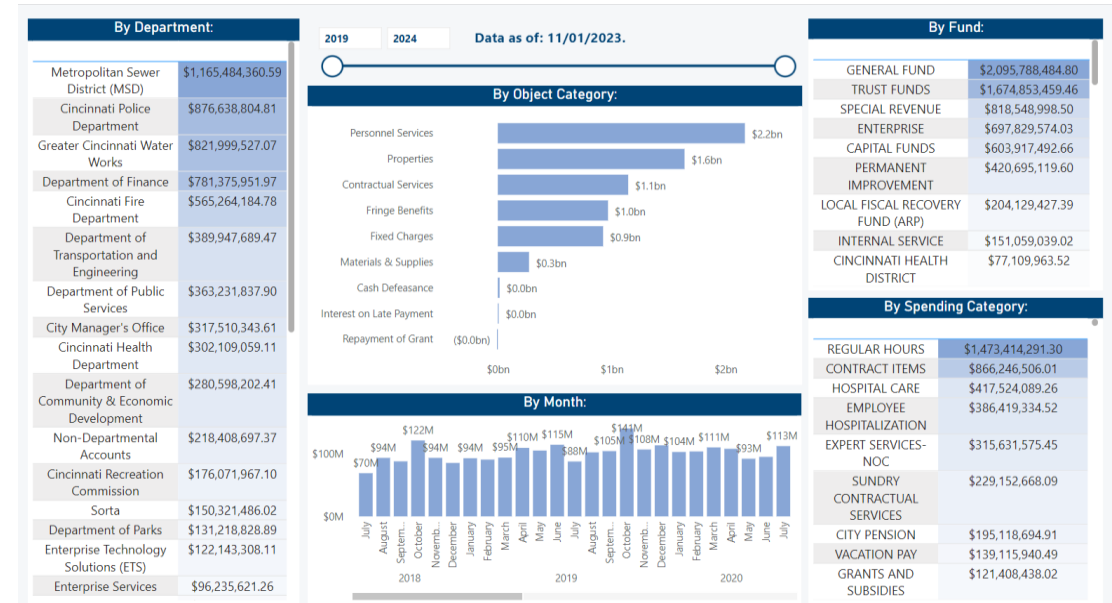 By Department:
Metropolitan Sewer
District (MSD)
$1,165,484,360.59
Cincinnati Police
Department
$876,638,804.81
Greater Cincinnati Water
Works
$821,999,527.07
Department of Finance
$781,375,951.97
Cincinnati Fire
Department
$565,264,184.78
Department of
Transportation and
Engineering
$389,947,689.47
Department of Public
Services
$363,231,837.90
City Manager's Office
$317,510,343.61
Cincinnati Health
Department
$302,109,059.11
Department of
Community & Economic
Development
$280,598,202.41
Non-Departmental
Accounts
$218,408,697.37
Cincinnati Recreation
Commission
$176,071,967.10
Sorta
$150,321,486.02
Department of Parks
$131,218,828.89
Enterprise Technology
Solutions (ETS)
$122,143,308.11
Enterprise Services
$96,235,621.26
2019
2024
Data as of: 11/01/2023.
By Object Category:
Personnel Services
$2.2bn
Properties
$1.6bn
Contractual Services
$1.1bn
Fringe Benefits
$1.0bn
Fixed Charges
$0.9bn
Materials & Supplies
$0.3bn
Cash Defeasance
$0.0bn
Interest on Late Payment
$0.0bn
Repayment of Grant
($0.0bn)
$0bn
$1bn
$2bn
By Month:
$100M
$0M
$70M
$94M
$122M
$94M
$94M
$95M
$110M
$115M
$88M
$105M
$141M
$108M
$104M
$111M
$93M
$113M
July
August
Septem...
October
Novemb...
December
January
February
March
April
May
June
July
August
Septem...
October
Novemb...
December
January
February
March
April
May
June
July
2018
2019
2020
By Fund:
GENERAL FUND
$2,095,788,484.80
TRUST FUNDS
$1,674,853,459.46
SPECIAL REVENUE
$818,548,998.50
ENTERPRISE
$697,829,574.03
CAPITAL FUNDS
$603,917,492.66
PERMANENT
IMPROVEMENT
$420,695,119.60
LOCAL FISCAL RECOVERY
FUND (ARP)
$204,129,427.39
INTERNAL SERVICE
$151,059,039.02
CINCINNATI HEALTH
DISTRICT
$77,109,963.52
By Spending Category:
REGULAR HOURS
$1,473,414,291.30
CONTRACT ITEMS
$866,246,506.01
HOSPITAL CARE
$417,524,089.26
EMPLOYEE
HOSPITALIZATION
$386,419,334.52
EXPERT SERVICES-
NOC
$315,631,575.45
SUNDRY
CONTRACTUAL
SERVICES
$229,152,668.09
CITY PENSION
$195,118,694.91
VACATION PAY
$139,115,940.49
GRANTS AND
SUBSIDIES
$121,408,438.02